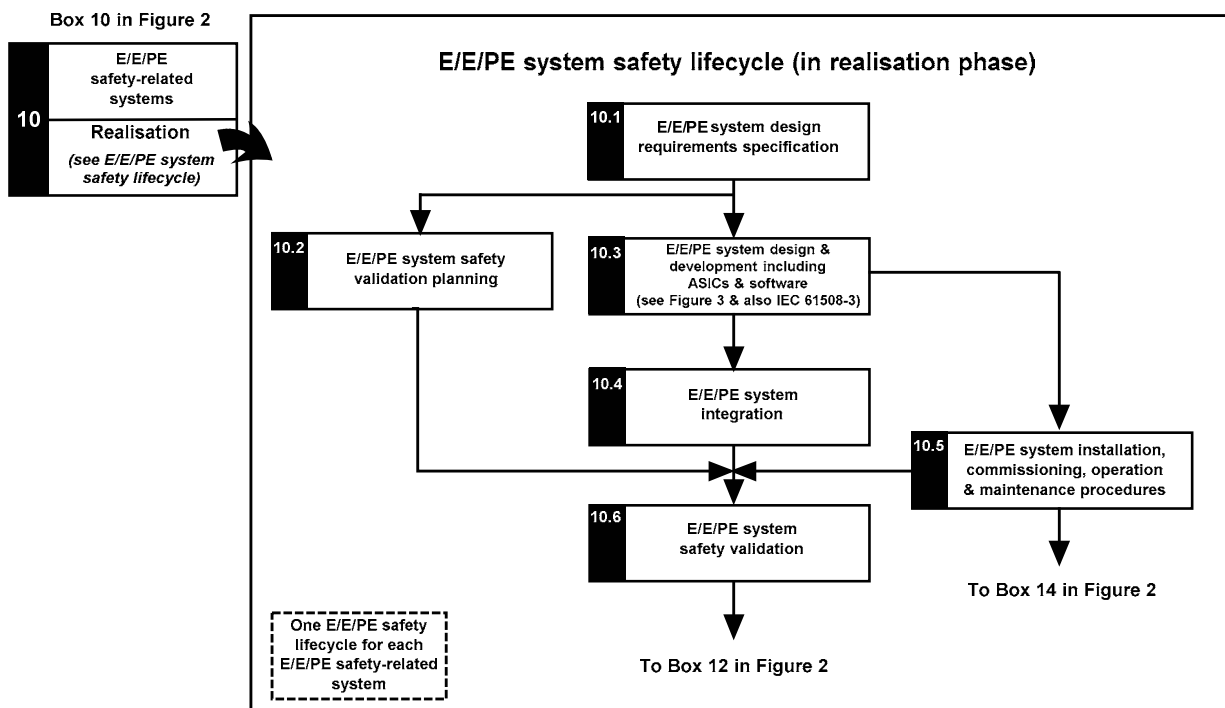 Box 10 in Figure 2
10
E/E/PE
safety-related
systems
Realisation
(see E/E/PE system
safety lifecycle)
E/E/PE system safety lifecycle (in realisation phase)
10.1
E/E/PE system design
requirements specification
10.2
E/E/PE system safety
validation planning
10.3
E/E/PE system design &
development including
ASICs & software
(see Figure 3 & also IEC 61508-3)
10.4
E/E/PE system
integration
10.5
E/E/PE system installation,
commissioning, operation
& maintenance procedures
10.6
E/E/PE system
safety validation
To Box 14 in Figure 2
One E/E/PE safety
lifecycle for each
E/E/PE safety-related
system
To Box 12 in Figure 2